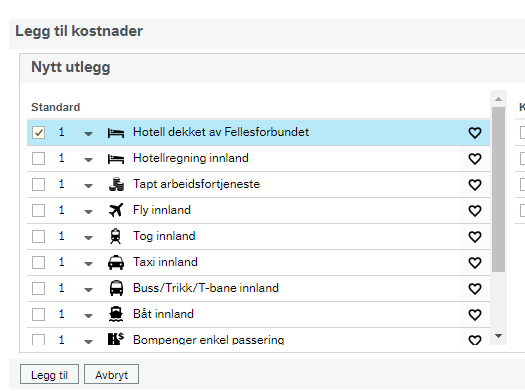 Legg til kostnader
Nytt utlegg
Standard
K
1 Hotell dekket av Fellesforbundet
1 Hotellregning innland
1 Tapt arbeidsfortjeneste
1 Fly innland
1 Tog innland
1 Taxi innland
1 Buss/Trikk/T-bane innland
1 Båt innland
1 Bompenger enkel passering
Legg til Avbryt